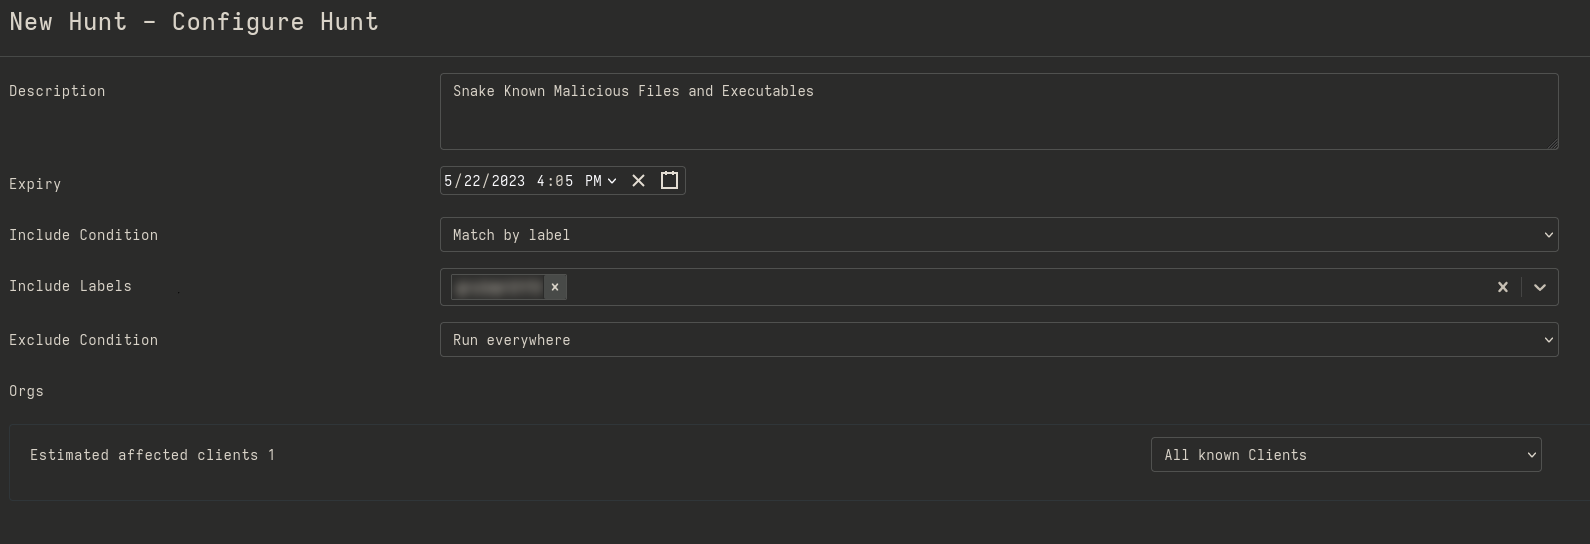 New Hunt – Configure Hunt
Description
Snake Known Malicious Files and Executables
Expiry
5/22/2023 4:05 PM
Include Condition
Match by label
Include Labels
Exclude Condition
Run everywhere
Orgs
Estimated affected clients 1
All known Clients